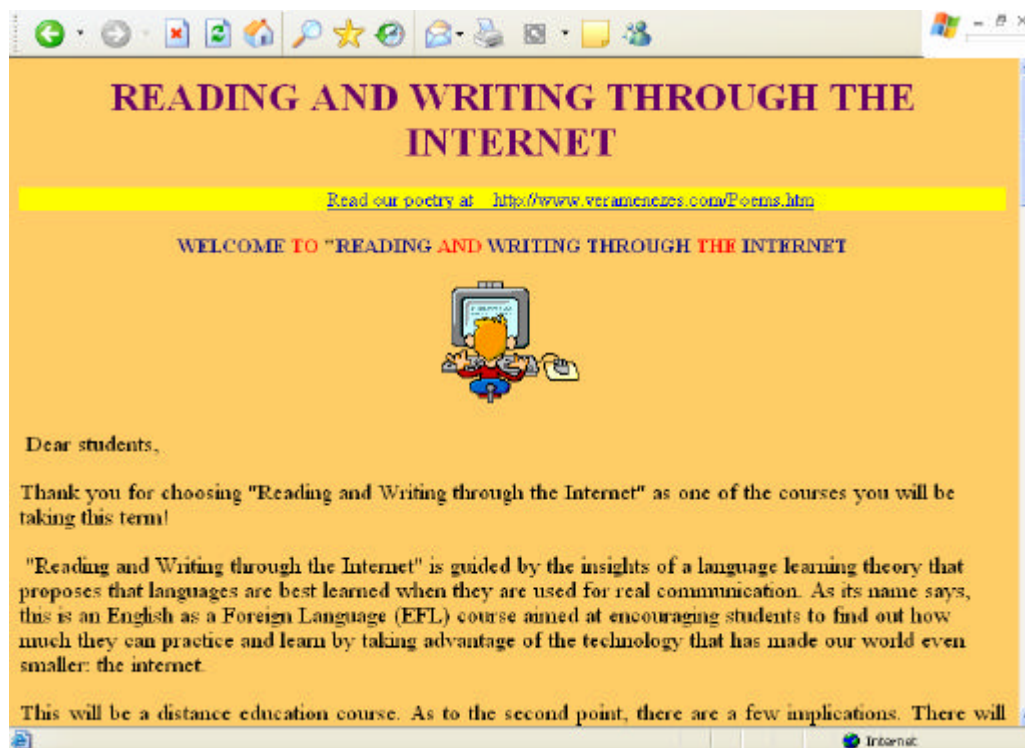 READING AND WRITING THROUGH THE
INTERNET
Read our poetry at http://www.veramenezes.com/Poems.htm
WELCOME TO "READING AND WRITING THROUGH THE INTERNET
Dear students,
Thank you for choosing "Reading and Writing through the Internet" as one of the courses you will be
taking this term!
"Reading and Writing through the Internet" is guided by the insights of a language learning theory that
proposes that languages are best learned when they are used for real communication. As its name says,
this is an English as a Foreign Language (EFL) course aimed at encouraging students to find out how
much they can practice and learn by taking advantage of the technology that has made our world even
smaller: the internet.
This will be a distance education course. As to the second point, there are a few implications. There will
Internet